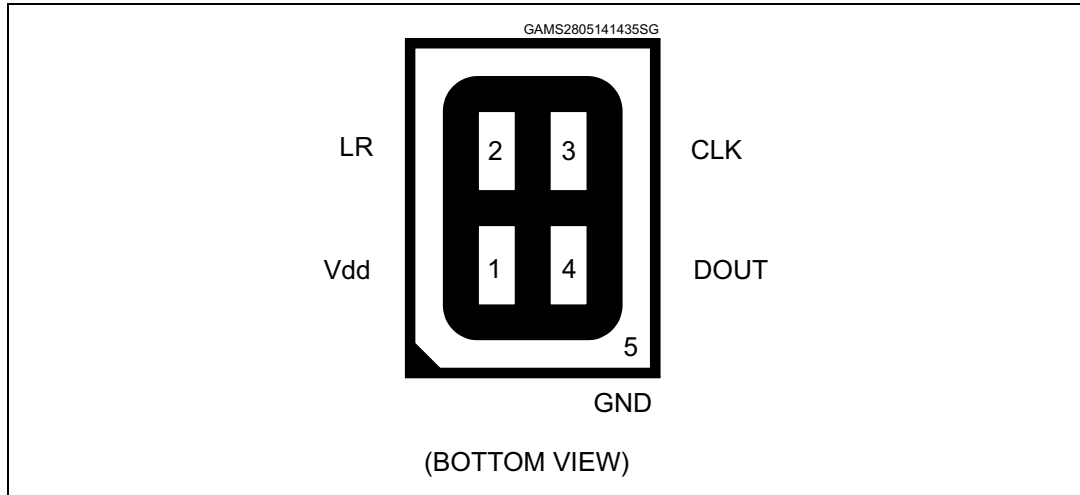 GAMS2805141435SG
LR 2 3 CLK
Vdd 1 4 DOUT
5
GND
(BOTTOM VIEW)